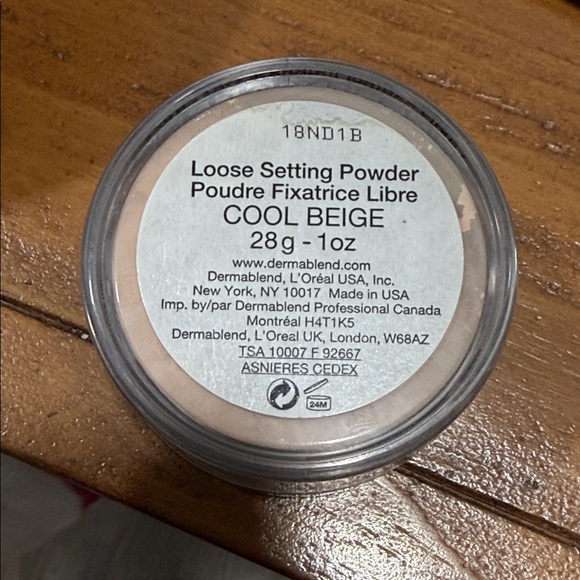 18ND1B
Loose Setting Powder
Poudre Fixatrice Libre
COOL BEIGE
28g - 1oz
www.dermablend.com
Dermablend, L'Oréal USA, Inc.
New York, NY 10017 Made in USA
Imp. by/par Dermablend Professional Canada
Montréal H4T1K5
Dermablend, L'Oreal UK, London, W68AZ
TSA 10007 F 92667
ASNIERES CEDEX
24M